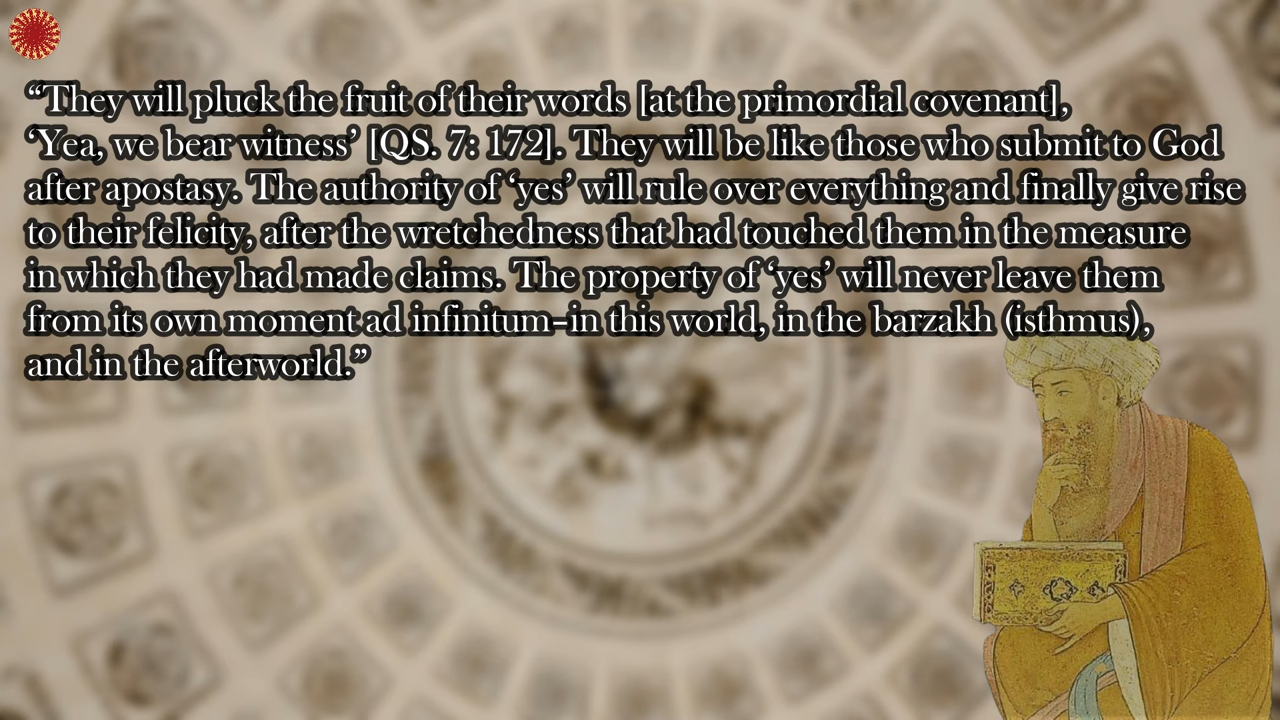 “They will pluck the fruit of their words [at the primordial covenant],
‘Yea, we bear witness’ [QS. 7: 172]. They will be like those who submit to God
after apostasy. The authority of ‘yes’ will rule over everything and finally give rise
to their felicity, after the wretchedness that had touched them in the measure
in which they had made claims. The property of ‘yes’ will never leave them
from its own moment ad infinitum–in this world, in the barzakh (isthmus),
and in the afterworld.”